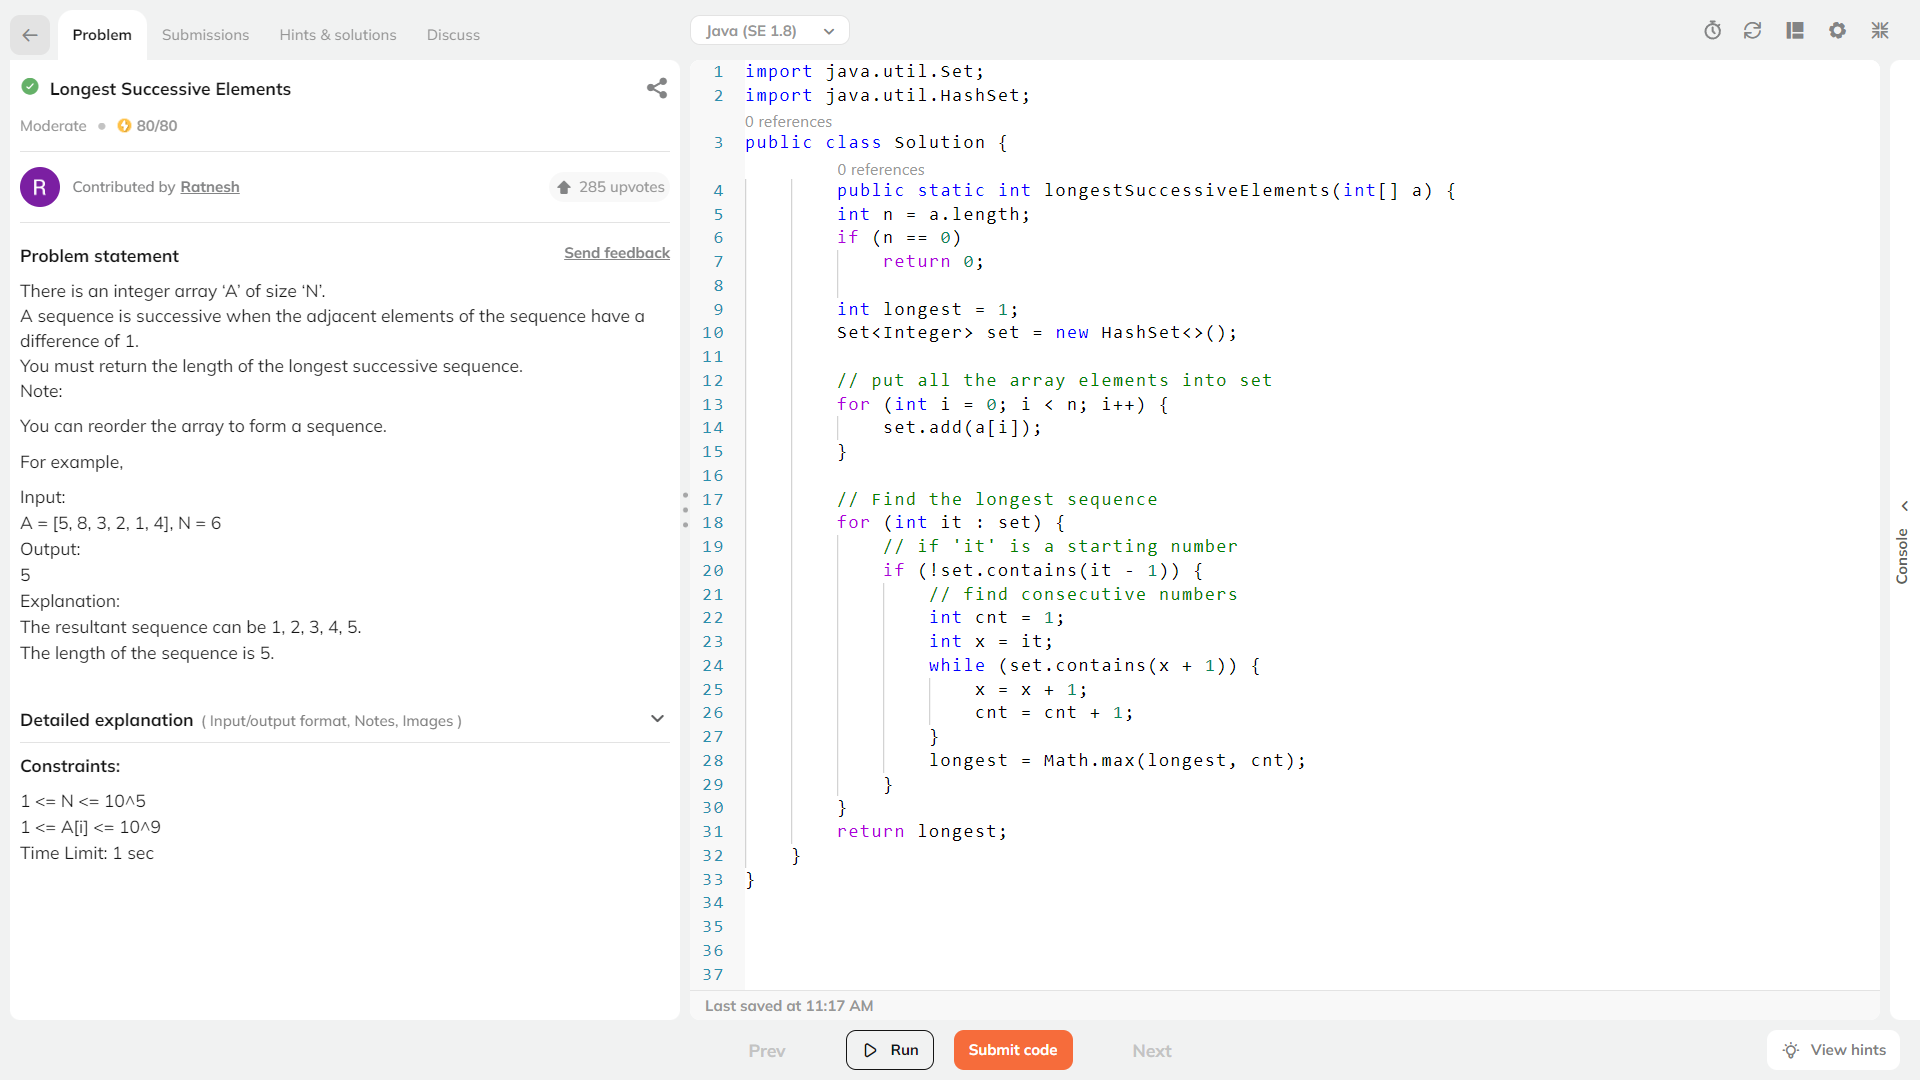 Problem
Submissions
Hints & solutions
Discuss
Longest Successive Elements
Moderate
80/80
R
Contributed by Ratnesh
285 upvotes
Problem statement
Send feedback
There is an integer array ‘A’ of size ‘N’.
A sequence is successive when the adjacent elements of the sequence have a
difference of 1.
You must return the length of the longest successive sequence.
Note:
You can reorder the array to form a sequence.
For example,
Input:
A = [5, 8, 3, 2, 1, 4], N = 6
Output:
5
Explanation:
The resultant sequence can be 1, 2, 3, 4, 5.
The length of the sequence is 5.
Detailed explanation ( Input/output format, Notes, Images )
Constraints:
1 <= N <= 10^5
1 <= A[i] <= 10^9
Time Limit: 1 sec
Java (SE 1.8)
1 import java.util.Set;
2 import java.util.HashSet;
0 references
3 public class Solution {
0 references
4 public static int longestSuccessiveElements(int[] a) {
5 int n = a.length;
6 if (n == 0)
7 return 0;
8
9 int longest = 1;
10 Set<Integer> set = new HashSet<>();
11
12 // put all the array elements into set
13 for (int i = 0; i < n; i++) {
14 set.add(a[i]);
15 }
16
17 // Find the longest sequence
18 for (int it : set) {
19 // if 'it' is a starting number
20 if (!set.contains(it - 1)) {
21 // find consecutive numbers
22 int cnt = 1;
23 int x = it;
24 while (set.contains(x + 1)) {
25 x = x + 1;
26 cnt = cnt + 1;
27 }
28 longest = Math.max(longest, cnt);
29 }
30 }
31 return longest;
32 }
33 }
34
35
36
37
Last saved at 11:17 AM
Console
Prev
Run
Submit code
Next
View hints